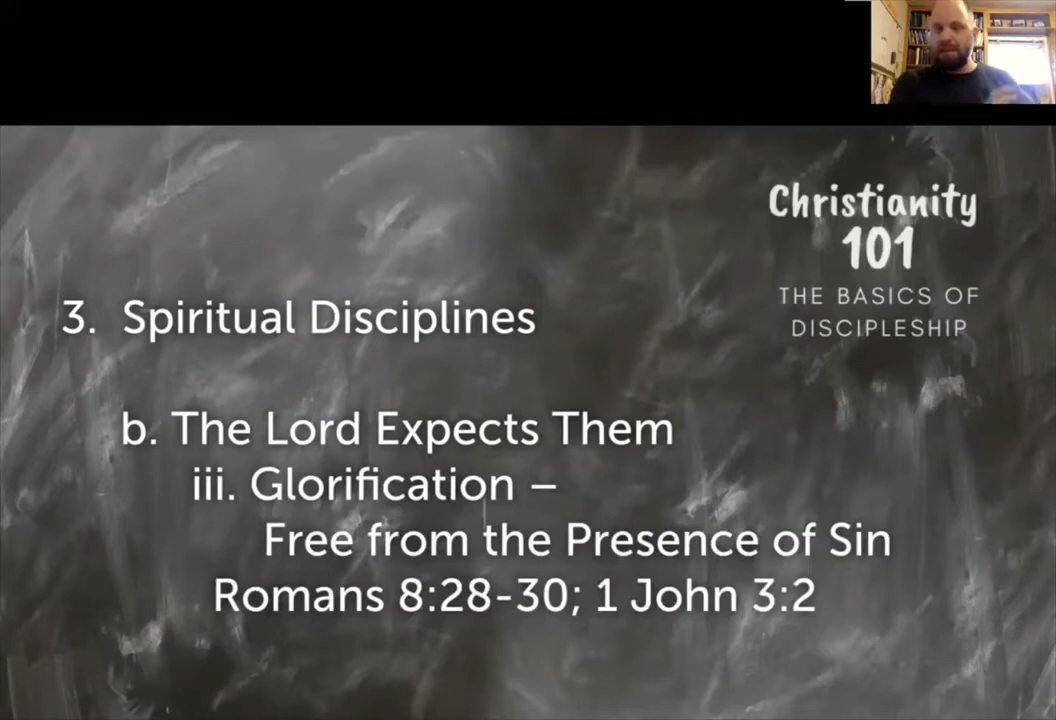 Christianity
101
THE BASICS OF
DISCIPLESHIP
3. Spiritual Disciplines
b. The Lord Expects Them
iii. Glorification –
Free from the Presence of Sin
Romans 8:28-30; 1 John 3:2